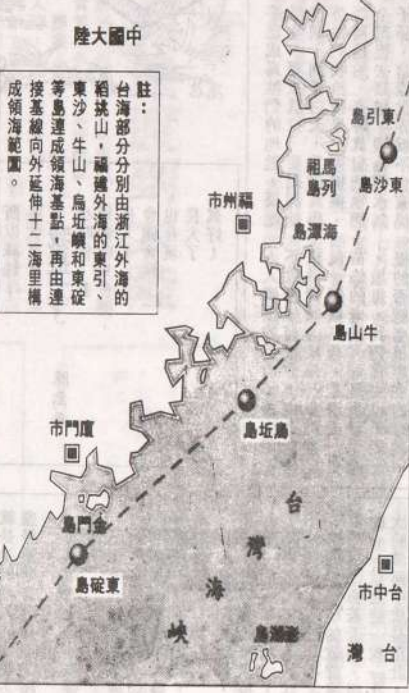 中國大陸
註：
台海部分分別由浙江外海的
稻挑山，福建外海的東引、
東沙、牛山、烏坵嶼和東碇
等島連成領海基點，再由連
接基線向外延伸十二海里構
成領海範圍。
東引島
馬祖
列島
東沙島
福州市
海潭島
牛山島
烏坵島
廈門市
金門島
東碇島
台灣海峽
澎湖島
台中市
台灣